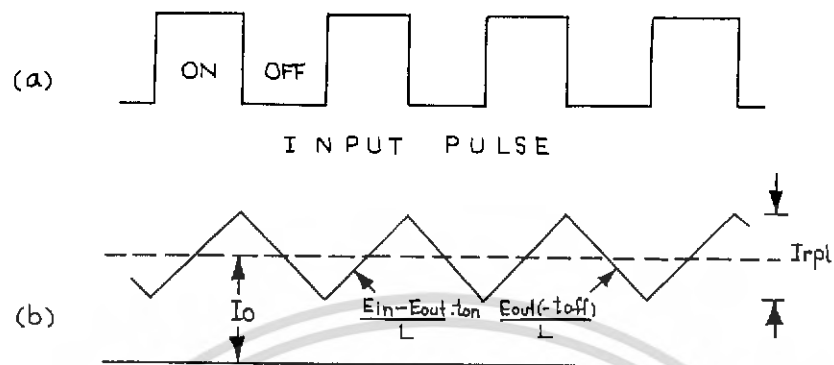 (a)
ON OFF
INPUT PULSE
Irpl
Io
Ein-Eout.ton
L
Eout(-toff)
L
(b)